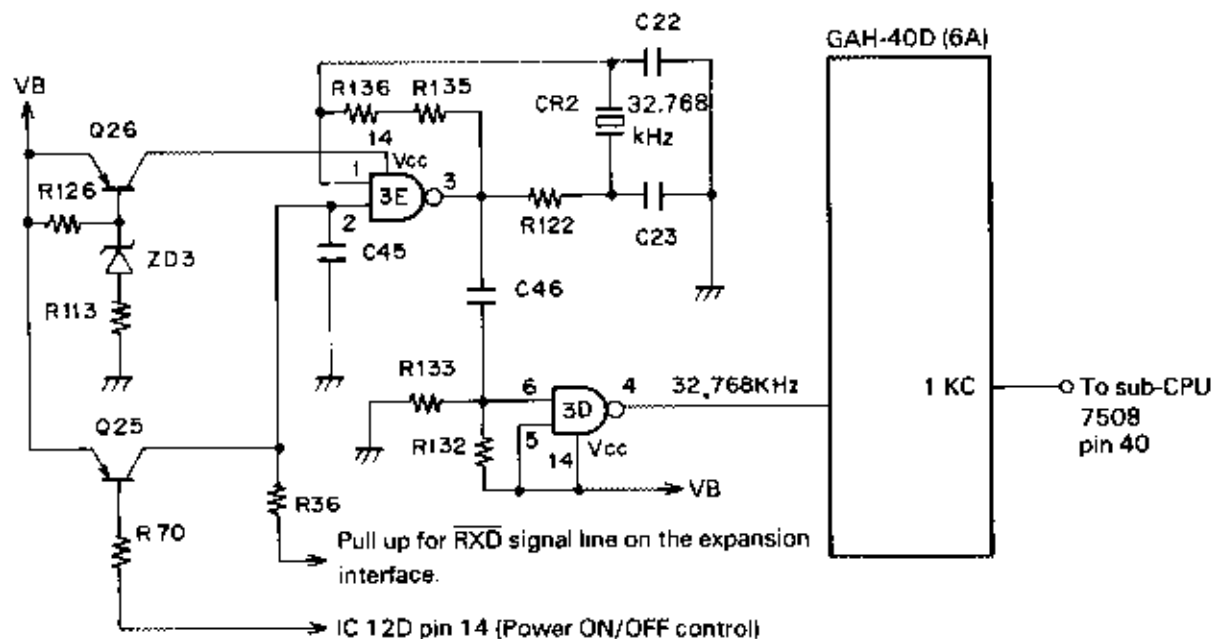 C22
GAH-40D (6A)
VB
R136 R135
CR2 32.768
kHz
Q26
14
Vcc
1
3E
3
R126
2
R122
C23
C45
ZD3
C46
R113
R133
6
4
32.768KHz
3D
1 KC
To sub-CPU
7508
pin 40
Q25
5
R132
14
Vcc
VB
R36
R70
Pull up for RXD signal line on the expansion
interface.
IC 12D pin 14 (Power ON/OFF control)